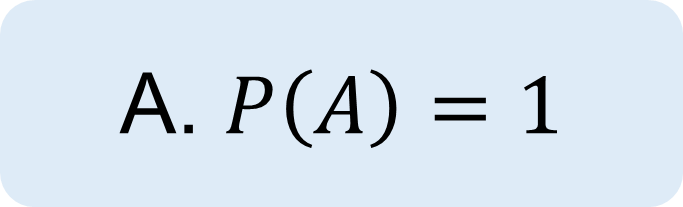 A. P(A) = 1